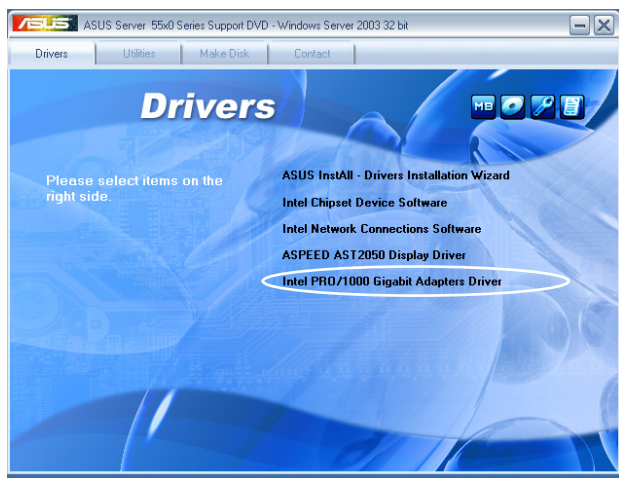 ASUS ASUS Server 55x0 Series Support DVD - Windows Server 2003 32 bit
Drivers Utilities Make Disk Contact
Drivers
MB
Please select items on the
right side.
ASUS InstAll - Drivers Installation Wizard
Intel Chipset Device Software
Intel Network Connections Software
ASPEED AST2050 Display Driver
Intel PRO/1000 Gigabit Adapters Driver